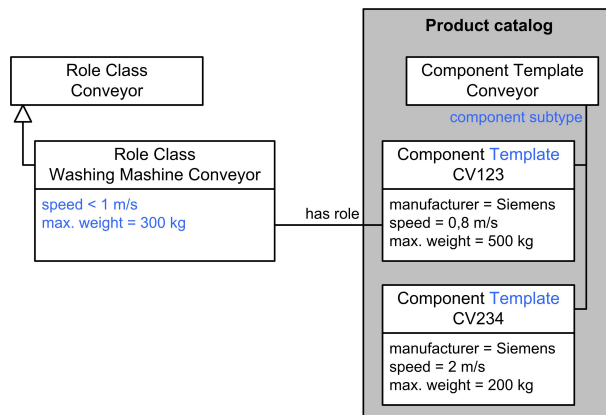 Product catalog
Role Class
Conveyor
Component Template
Conveyor
component subtype
Role Class
Washing Mashine Conveyor
speed < 1 m/s
max. weight = 300 kg
has role
Component Template
CV123
manufacturer = Siemens
speed = 0,8 m/s
max. weight = 500 kg
Component Template
CV234
manufacturer = Siemens
speed = 2 m/s
max. weight = 200 kg